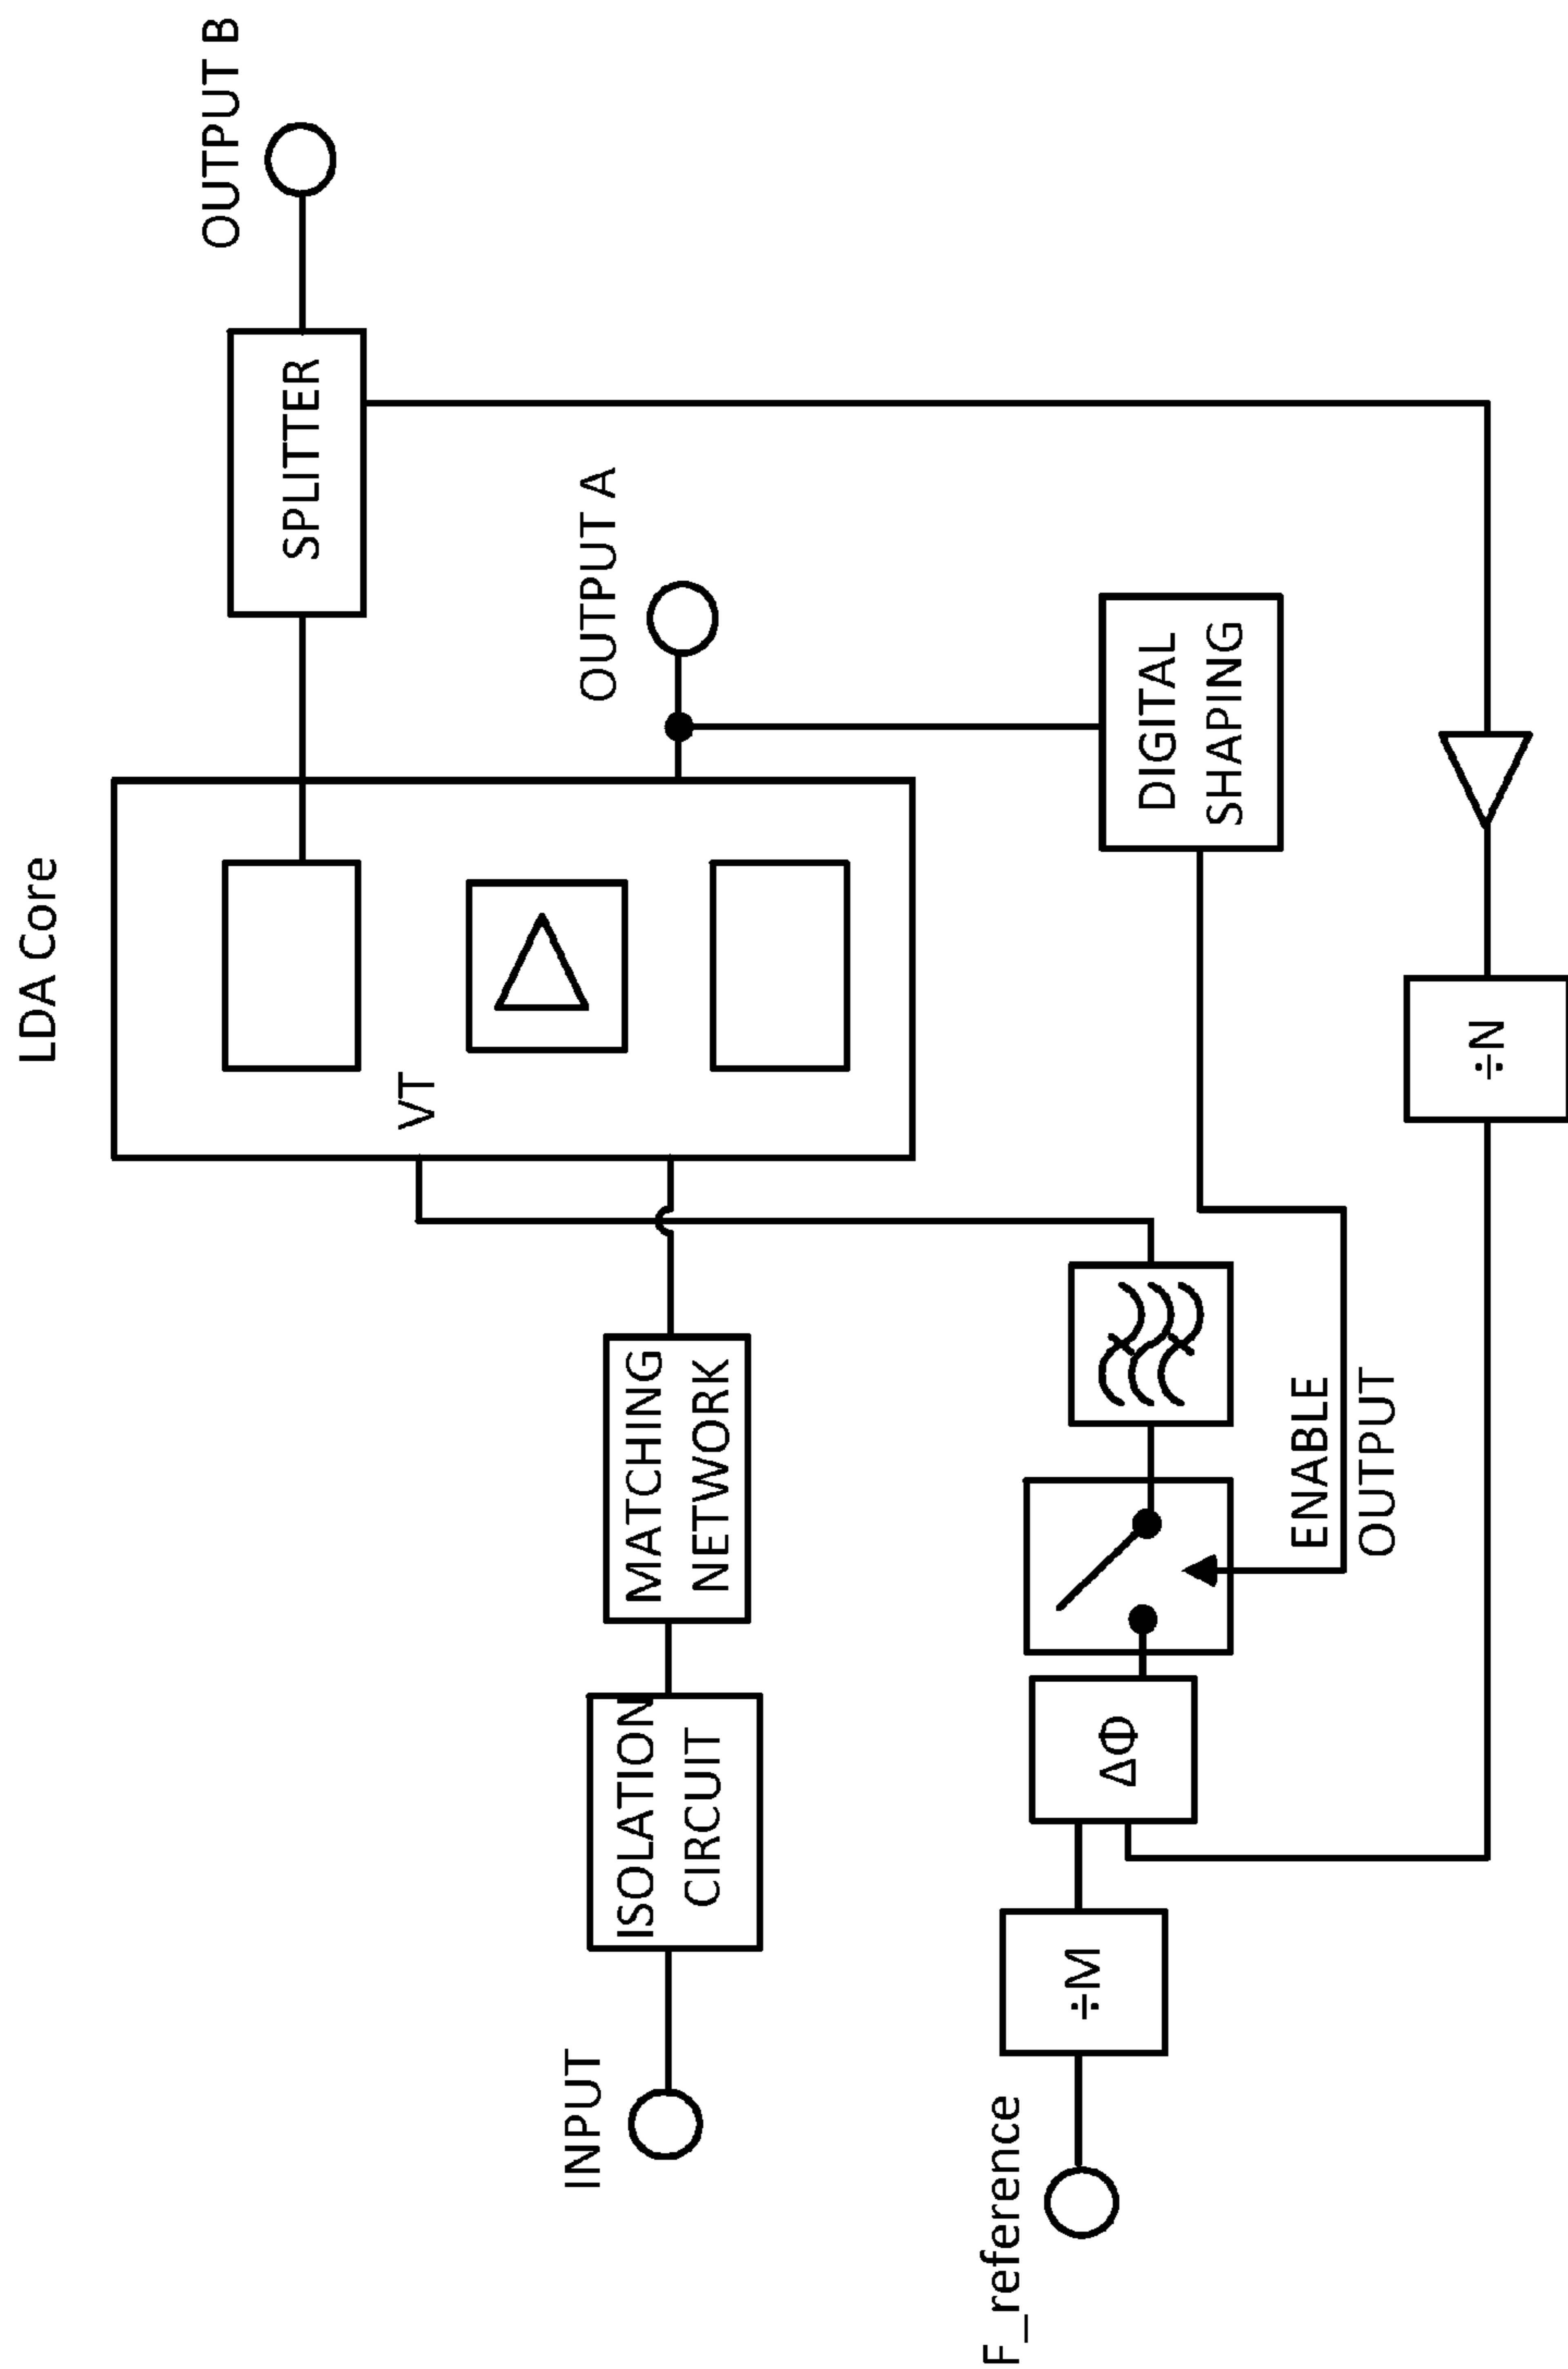 LDA Core
OUTPUT B
SPLITTER
VT
OUTPUT A
INPUT
ISOLATION
CIRCUIT
MATCHING
NETWORK
DIGITAL
SHAPING
F_reference
÷M
ΔΦ
ENABLE
OUTPUT
÷N